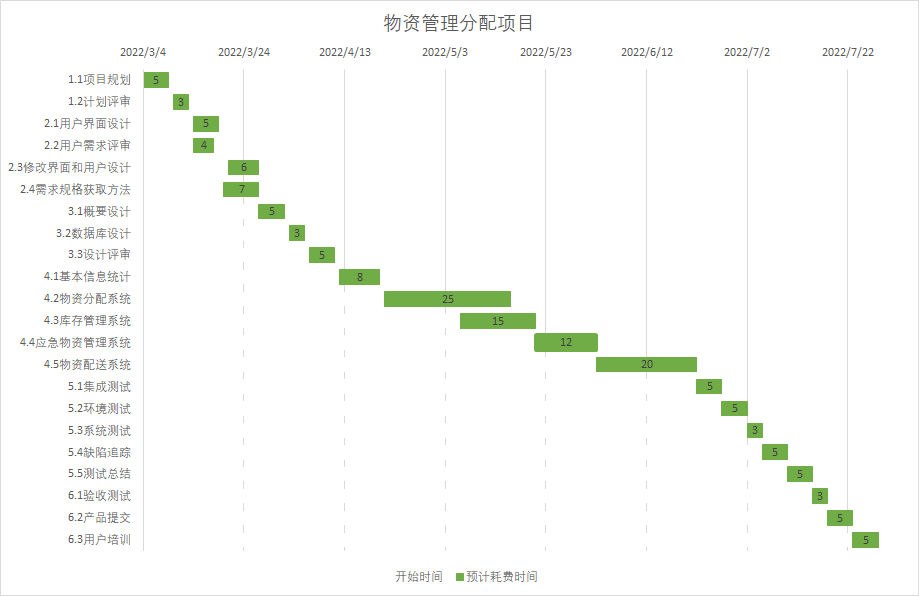 物资管理分配项目
2022/3/4 2022/3/24 2022/4/13 2022/5/3 2022/5/23 2022/6/12 2022/7/2 2022/7/22
1.1项目规划 5
1.2计划评审 3
2.1用户界面设计 5
2.2用户需求评审 4
2.3修改界面和用户设计 6
2.4需求规格获取方法 7
3.1概要设计 5
3.2数据库设计 3
3.3设计评审 5
4.1基本信息统计 8
4.2物资分配系统 25
4.3库存管理系统 15
4.4应急物资管理系统 12
4.5物资配送系统 20
5.1集成测试 5
5.2环境测试 5
5.3系统测试 3
5.4缺陷追踪 5
5.5测试总结 5
6.1验收测试 3
6.2产品提交 5
6.3用户培训 5
开始时间 预计耗费时间